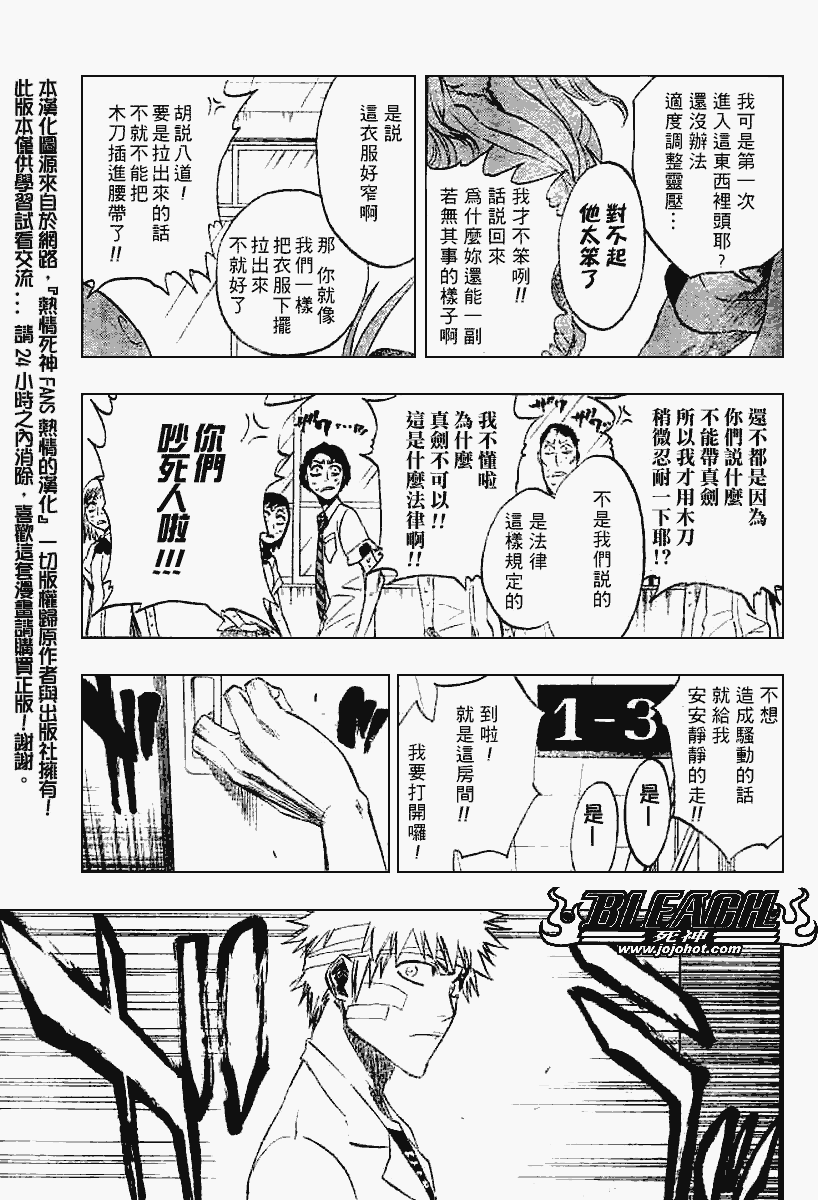 我可是第一次
進入這東西裡頭耶？
還沒辦法
適度調整靈壓…
對不起
他太笨了
我才不笨咧!!
話說回來
爲什麼妳還能一副
若無其事的樣子啊
是說
這衣服好窄啊
那 你就像
我們一樣
把衣服下擺
拉出來
不就好了
胡說八道！
要是拉出來的話
不就不能把
木刀插進腰帶了!!
還不都是因為
你們說什麼
不能帶真劍
所以我才用木刀
稍微忍耐一下耶!?
不是我們說的
是法律
這樣規定的
我不懂啦
為什麼
真劍不可以!!
這是什麼法律啊!!
你們
吵死人啦!!!
不想
造成騷動的話
就給我
安安靜靜的走!!
是ー
是ー
1-3
到啦！
就是這房間!!
我要打開囉！
BLEACH
死神
www.jojohot.com
本漢化圖源來自於網路，『熱情死神 FANS 熱情的漢化』一切版權歸原作者與出版社擁有！
此版本僅供學習試看交流... 請 24 小時之內消除，喜歡這套漫畫請購買正版！謝謝。